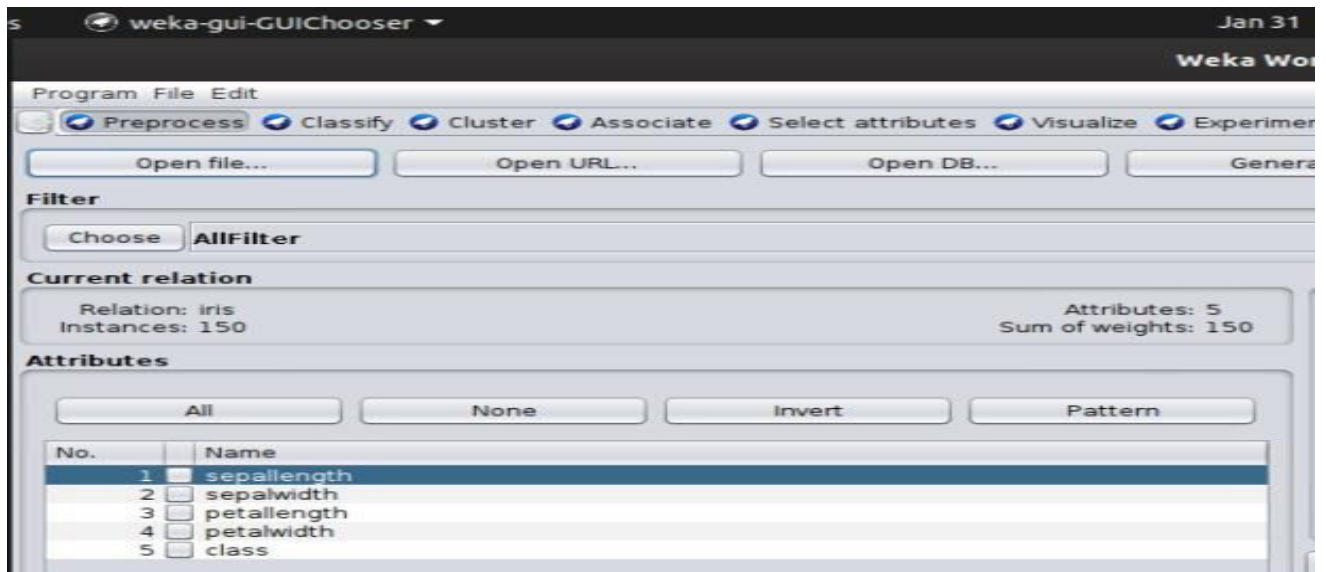 s weka-gui-GUIChooser Jan 31
Weka Wor
Program File Edit
Preprocess Classify Cluster Associate Select attributes Visualize Experimer
Open file... Open URL... Open DB... Genera
Filter
Choose AllFilter
Current relation
Relation: iris Attributes: 5
Instances: 150 Sum of weights: 150
Attributes
All None Invert Pattern
No. Name
1 sepallength
2 sepalwidth
3 petallength
4 petalwidth
5 class